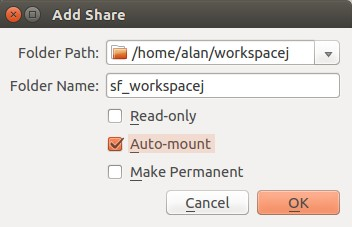 Add Share
Folder Path: /home/alan/workspacej
Folder Name: sf_workspacej
Read-only
Auto-mount
Make Permanent
Cancel OK